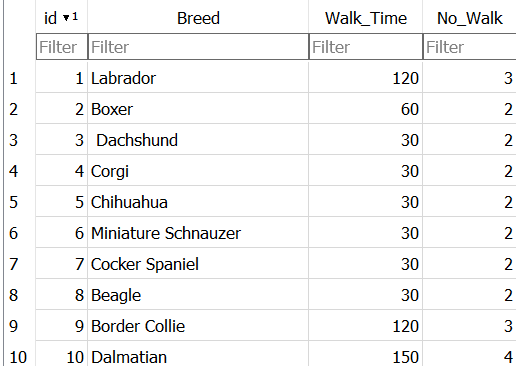 id ▼1 Breed Walk_Time No_Walk
Filter Filter Filter Filter
1 1 Labrador 120 3
2 2 Boxer 60 2
3 3 Dachshund 30 2
4 4 Corgi 30 2
5 5 Chihuahua 30 2
6 6 Miniature Schnauzer 30 2
7 7 Cocker Spaniel 30 2
8 8 Beagle 30 2
9 9 Border Collie 120 3
10 10 Dalmatian 150 4